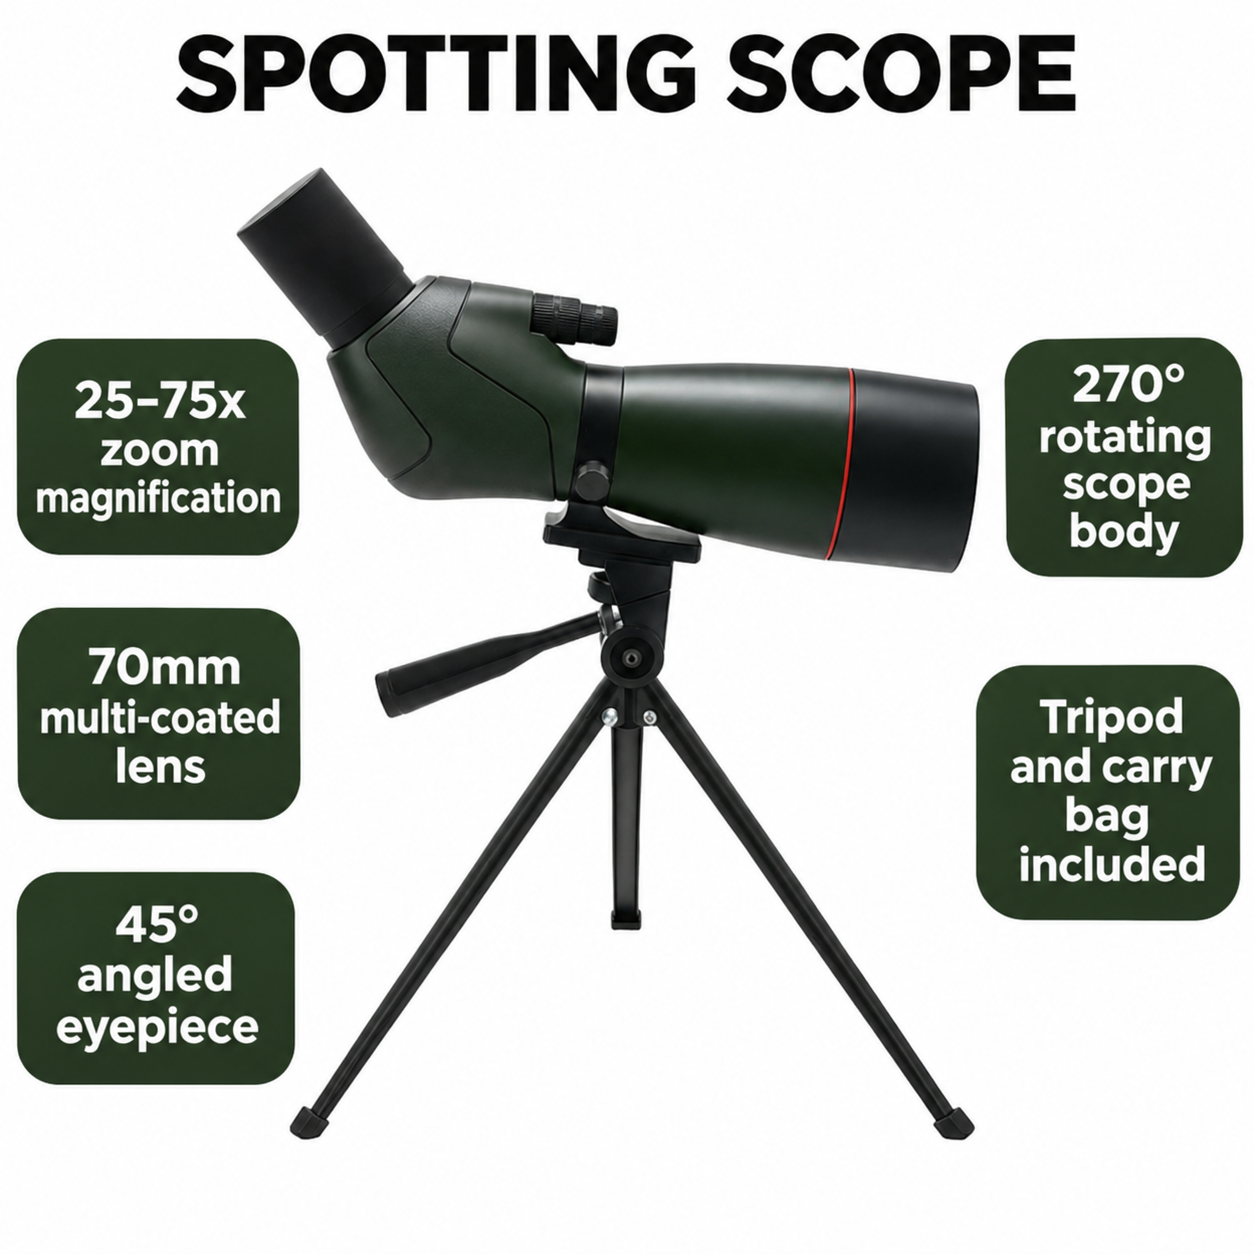 SPOTTING SCOPE
25-75x
zoom
magnification
70mm
multi-coated
lens
45°
angled
eyepiece
270°
rotating
scope
body
Tripod
and carry
bag
included